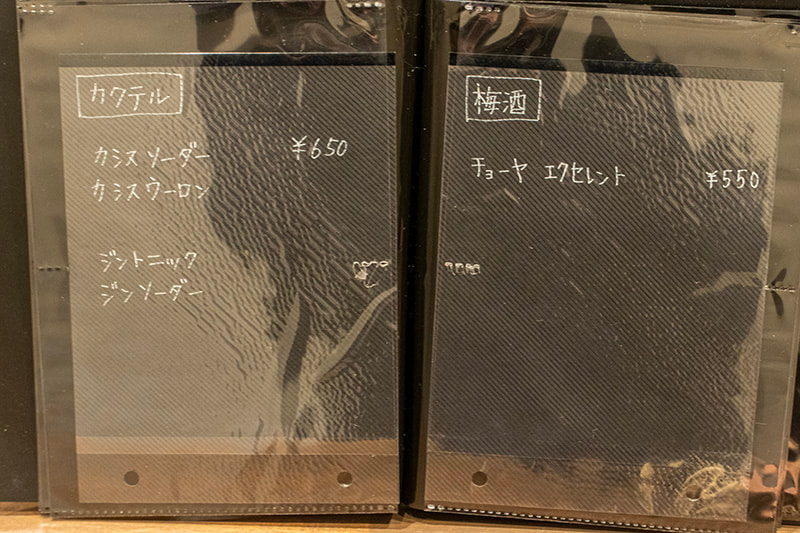 カクテル
カシスソーダー ¥650
カシスウーロン
ジントニック
ジンソーダー
梅酒
チョーヤ エクセレント ¥550